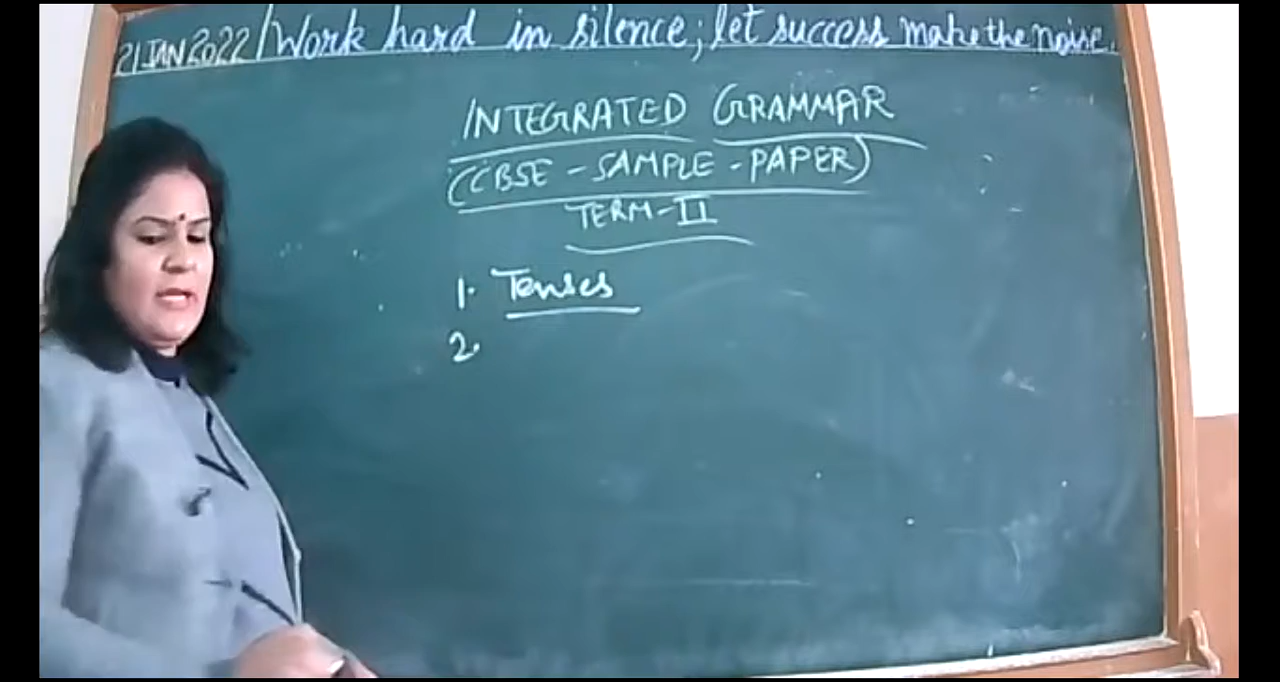 21 JAN 2022 / Work hard in silence; let success make the noise.
INTEGRATED GRAMMAR
(CBSE - SAMPLE - PAPER)
TERM - II
1. Tenses
2.